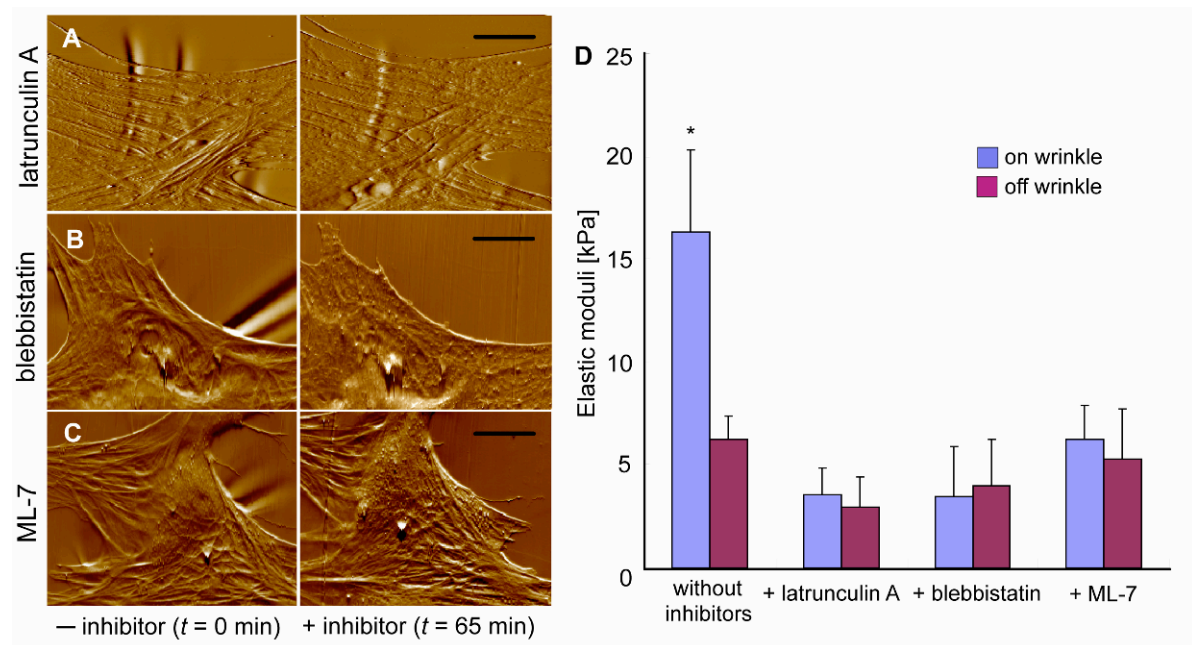 A
latrunculin A
B
blebbistatin
C
ML-7
— inhibitor (t = 0 min)
+ inhibitor (t = 65 min)
D
Elastic moduli [kPa]
25
20
15
10
5
0
*
on wrinkle
off wrinkle
without
inhibitors
+ latrunculin A
+ blebbistatin
+ ML-7